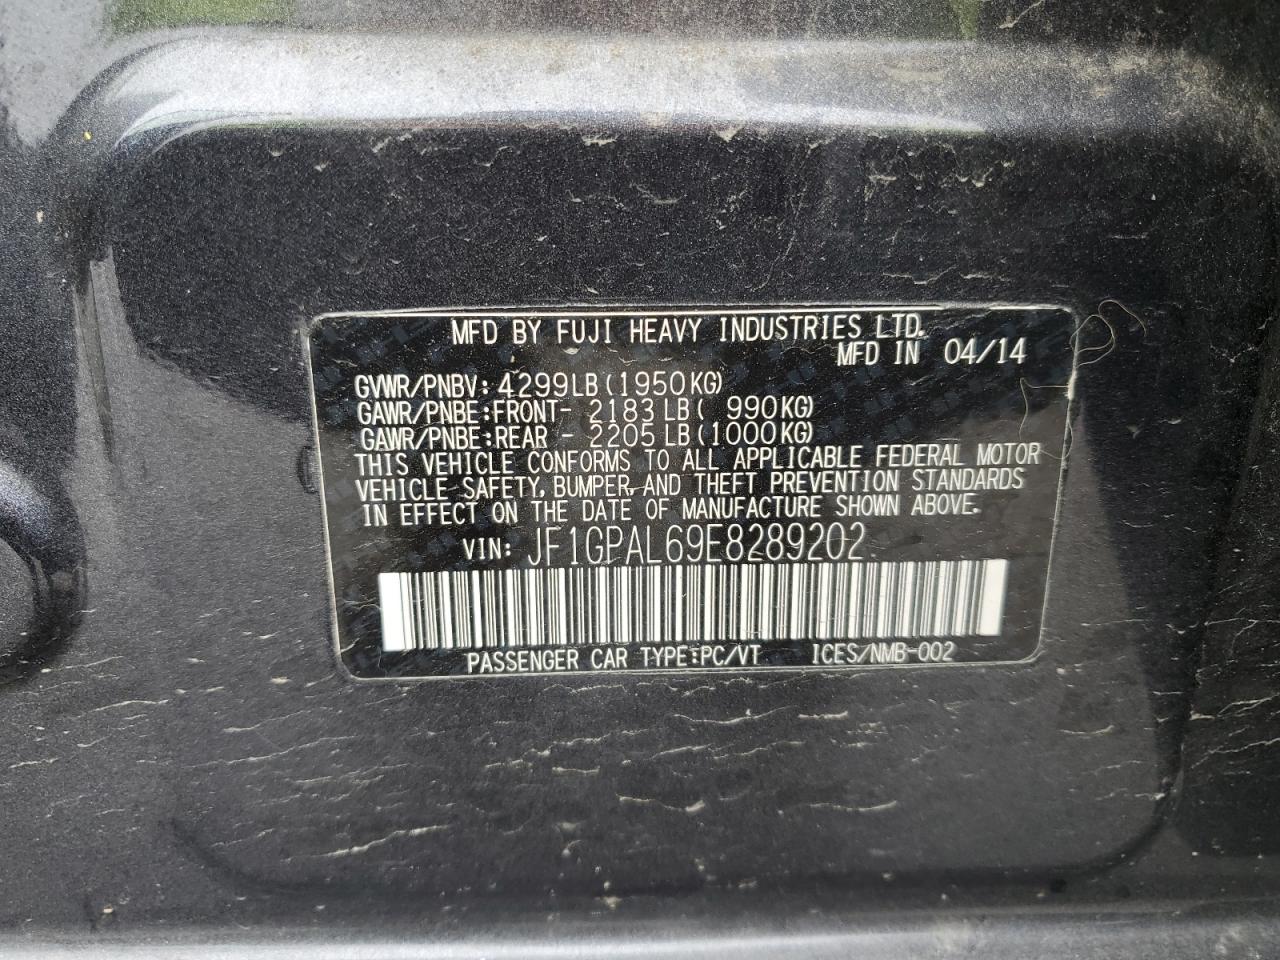 MFD BY FUJI HEAVY INDUSTRIES LTD.
MFD IN 04/14
GVWR/PNBV: 4299LB(1950KG)
GAWR/PNBE:FRONT- 2183LB( 990KG)
GAWR/PNBE:REAR - 2205LB(1000KG)
THIS VEHICLE CONFORMS TO ALL APPLICABLE FEDERAL MOTOR
VEHICLE SAFETY, BUMPER, AND THEFT PREVENTION STANDARDS
IN EFFECT ON THE DATE OF MANUFACTURE SHOWN ABOVE.
VIN: JF1GPAL69E8289202
PASSENGER CAR TYPE:PC/VT ICES/NMB-002